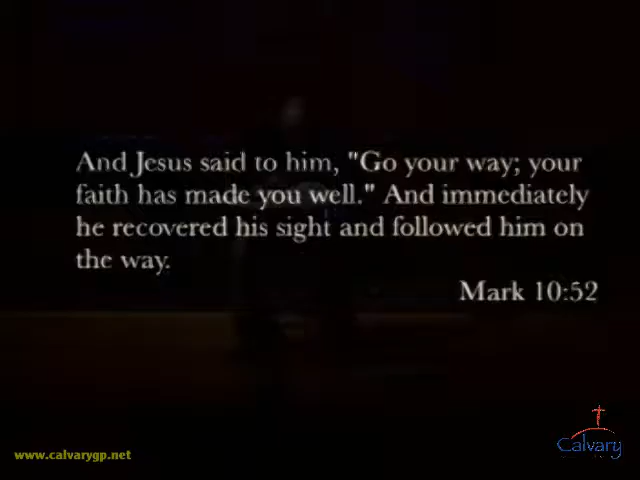 And Jesus said to him, "Go your way; your
faith has made you well." And immediately
he recovered his sight and followed him on
the way.
Mark 10:52
Calvary
www.calvarygp.net